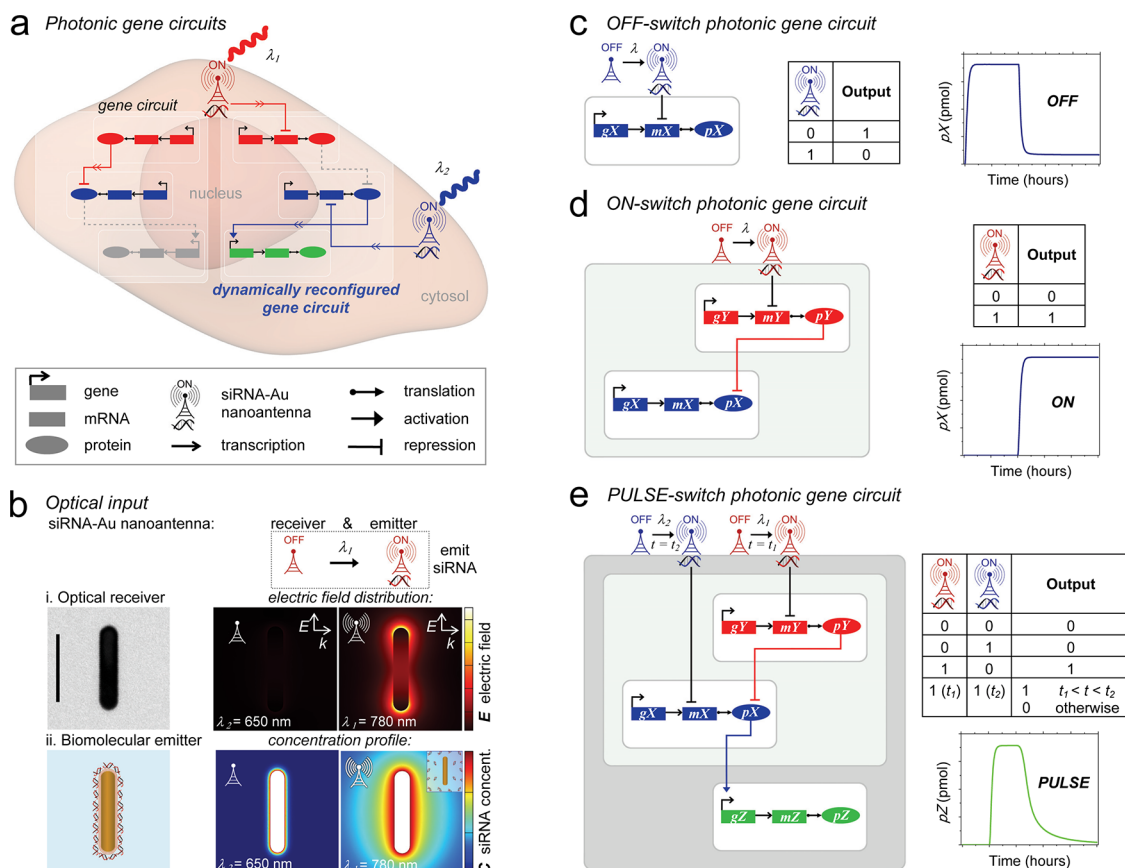 a Photonic gene circuits
ON
λ1
gene circuit
λ2
nucleus
ON
dynamically reconfigured
gene circuit
cytosol
gene
mRNA
protein
ON
siRNA-Au
nanoantenna
transcription
translation
activation
repression
b Optical input
siRNA-Au nanoantenna:
receiver & emitter
OFF λ1 ON
emit
siRNA
i. Optical receiver
electric field distribution:
E
k
λ2 = 650 nm
E
k
λ1 = 780 nm
E electric field
ii. Biomolecular emitter
concentration profile:
λ2 = 650 nm
λ1 = 780 nm
siRNA concent.
c OFF-switch photonic gene circuit
OFF λ ON
gX mX pX
ON Output
0 1
1 0
pX (pmol)
OFF
Time (hours)
d ON-switch photonic gene circuit
OFF λ ON
gY mY pY
gX mX pX
ON Output
0 0
1 1
pX (pmol)
ON
Time (hours)
e PULSE-switch photonic gene circuit
OFF λ2 ON OFF λ1 ON
t = t2 t = t1
gY mY pY
gX mX pX
gZ mZ pZ
ON ON Output
0 0 0
0 1 0
1 0 1
1 (t1) 1 (t2) 1 t1 < t < t2
0 otherwise
pZ (pmol)
PULSE
Time (hours)